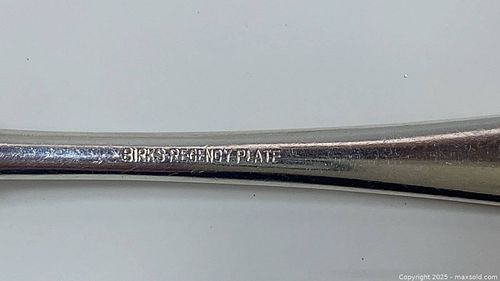 BIRKS REGENCY PLATE
Copyright © 2025 - maxsold.com